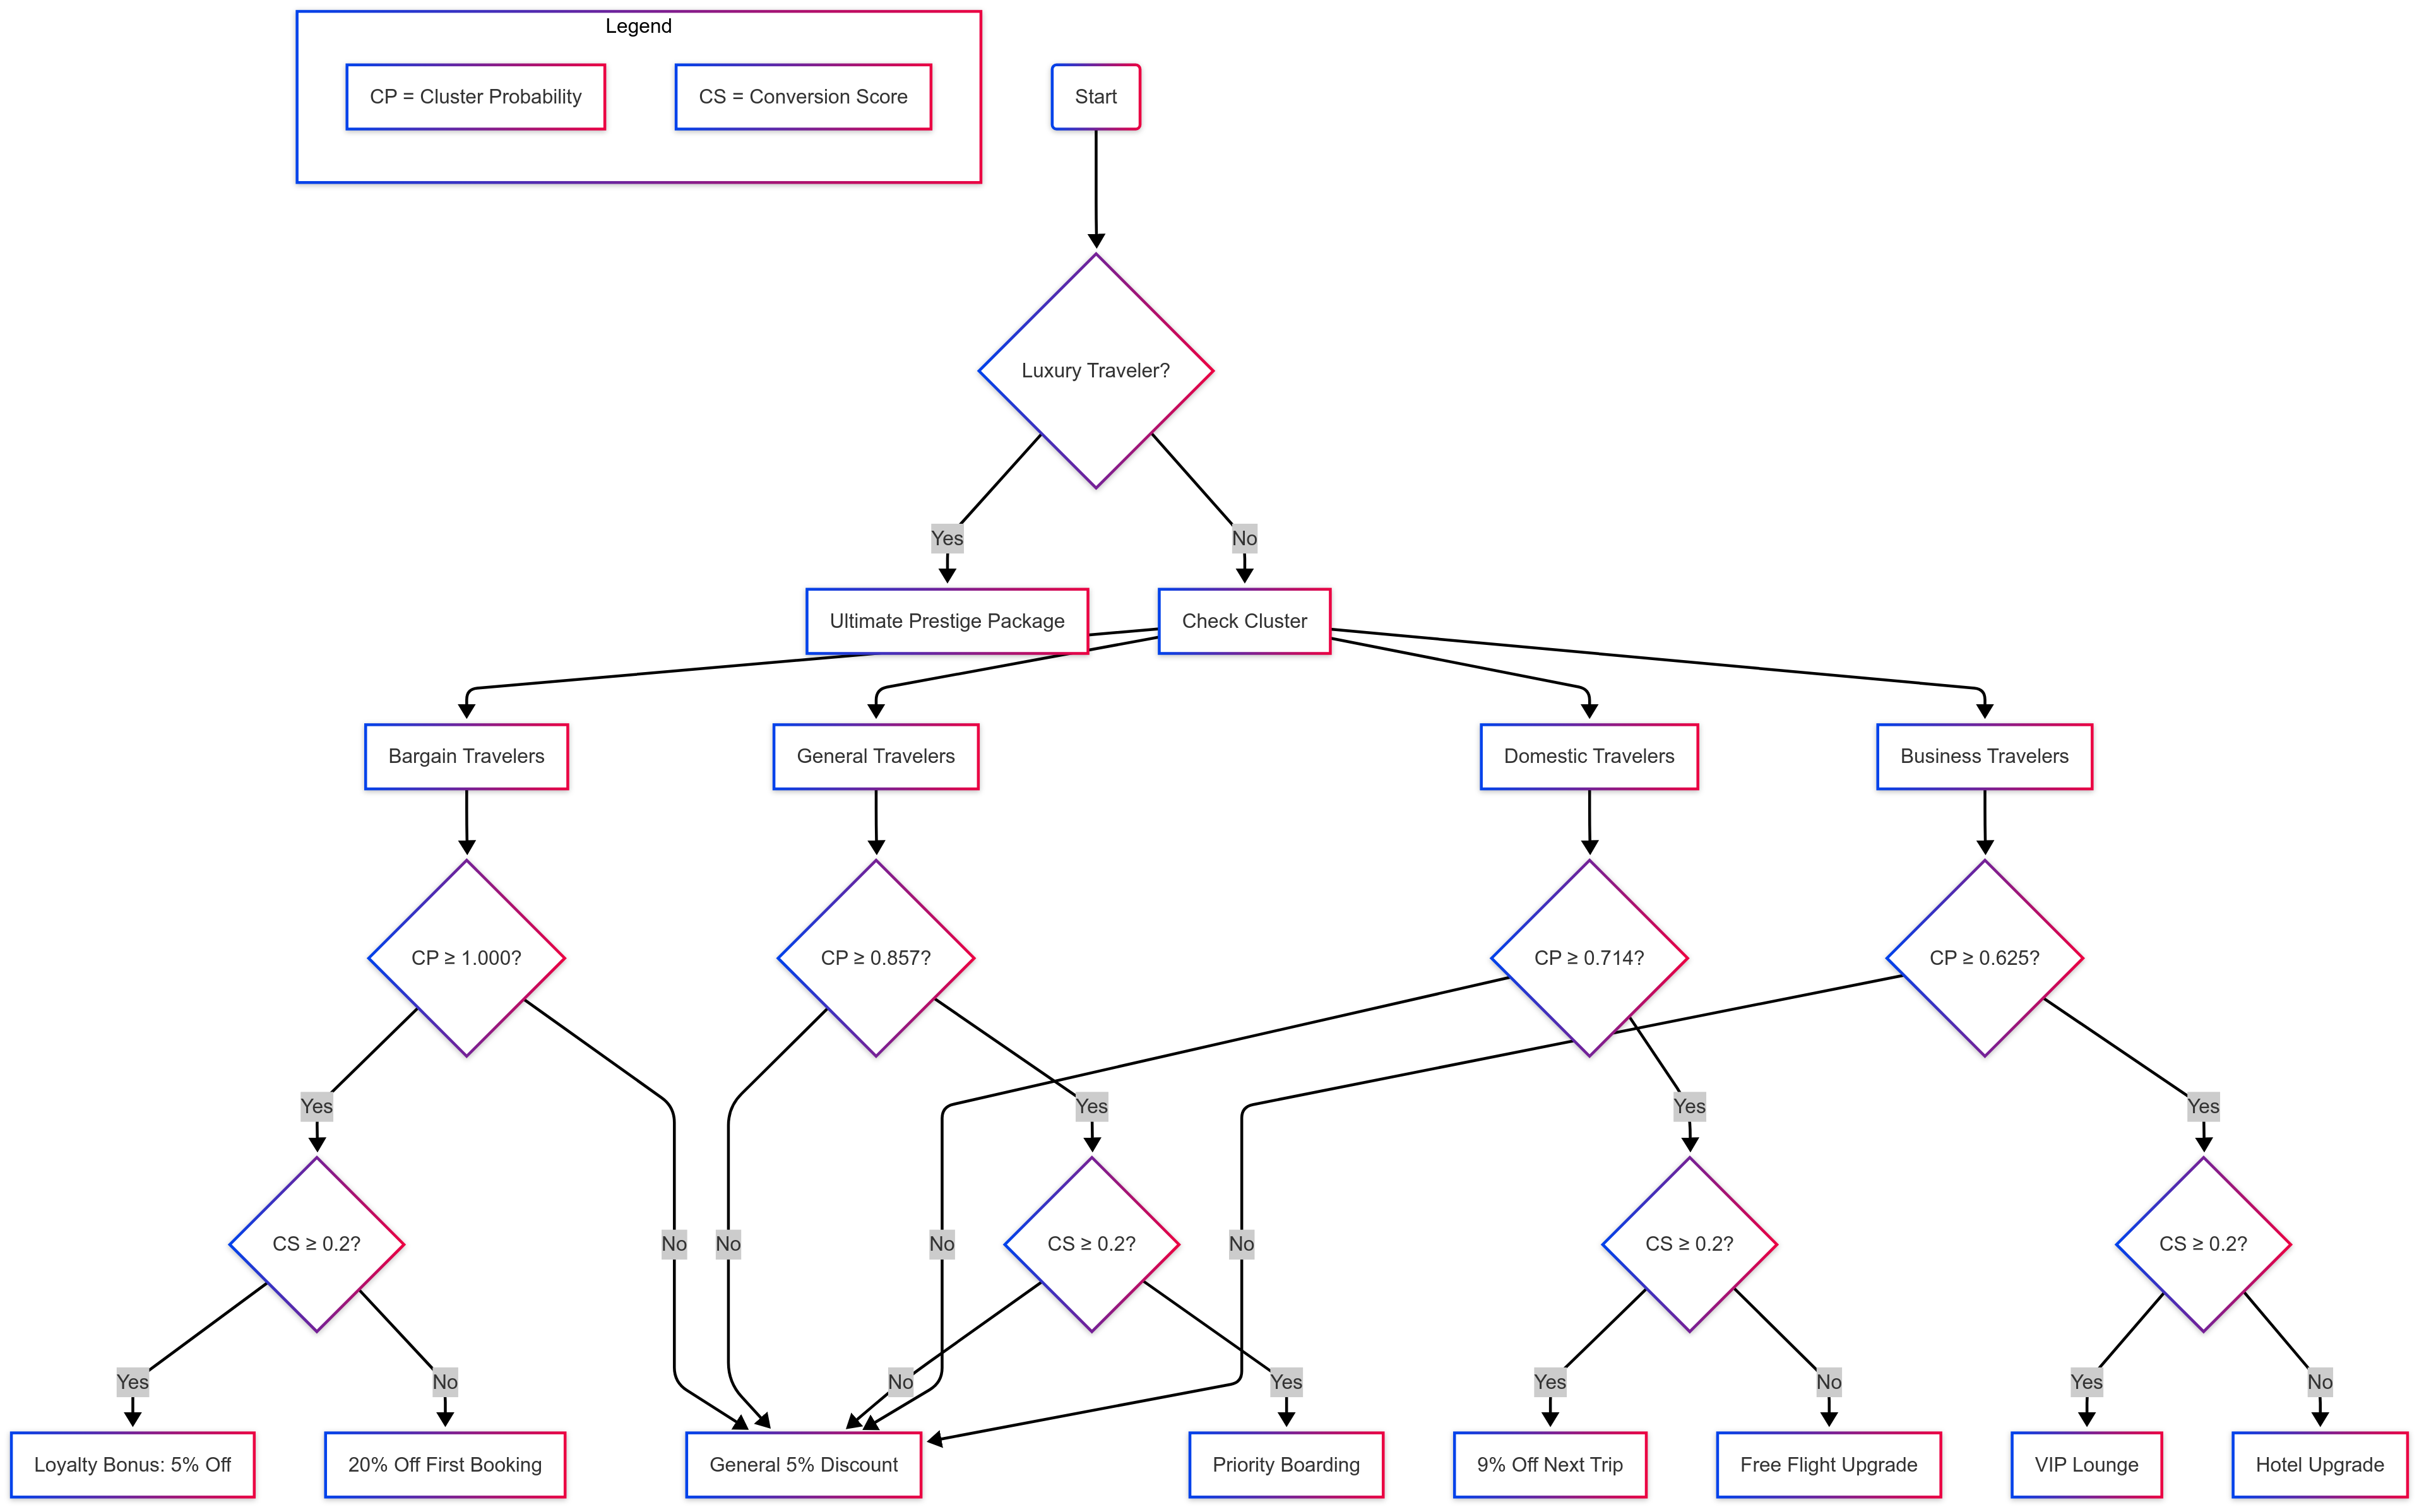 Legend
CP = Cluster Probability
CS = Conversion Score
Start
Luxury Traveler?
Yes
No
Ultimate Prestige Package
Check Cluster
Bargain Travelers
General Travelers
Domestic Travelers
Business Travelers
CP ≥ 1.000?
CP ≥ 0.857?
CP ≥ 0.714?
CP ≥ 0.625?
Yes
Yes
Yes
Yes
CS ≥ 0.2?
No
No
No
CS ≥ 0.2?
No
CS ≥ 0.2?
CS ≥ 0.2?
Yes
No
No
Yes
Yes
No
Yes
No
Loyalty Bonus: 5% Off
20% Off First Booking
General 5% Discount
Priority Boarding
9% Off Next Trip
Free Flight Upgrade
VIP Lounge
Hotel Upgrade